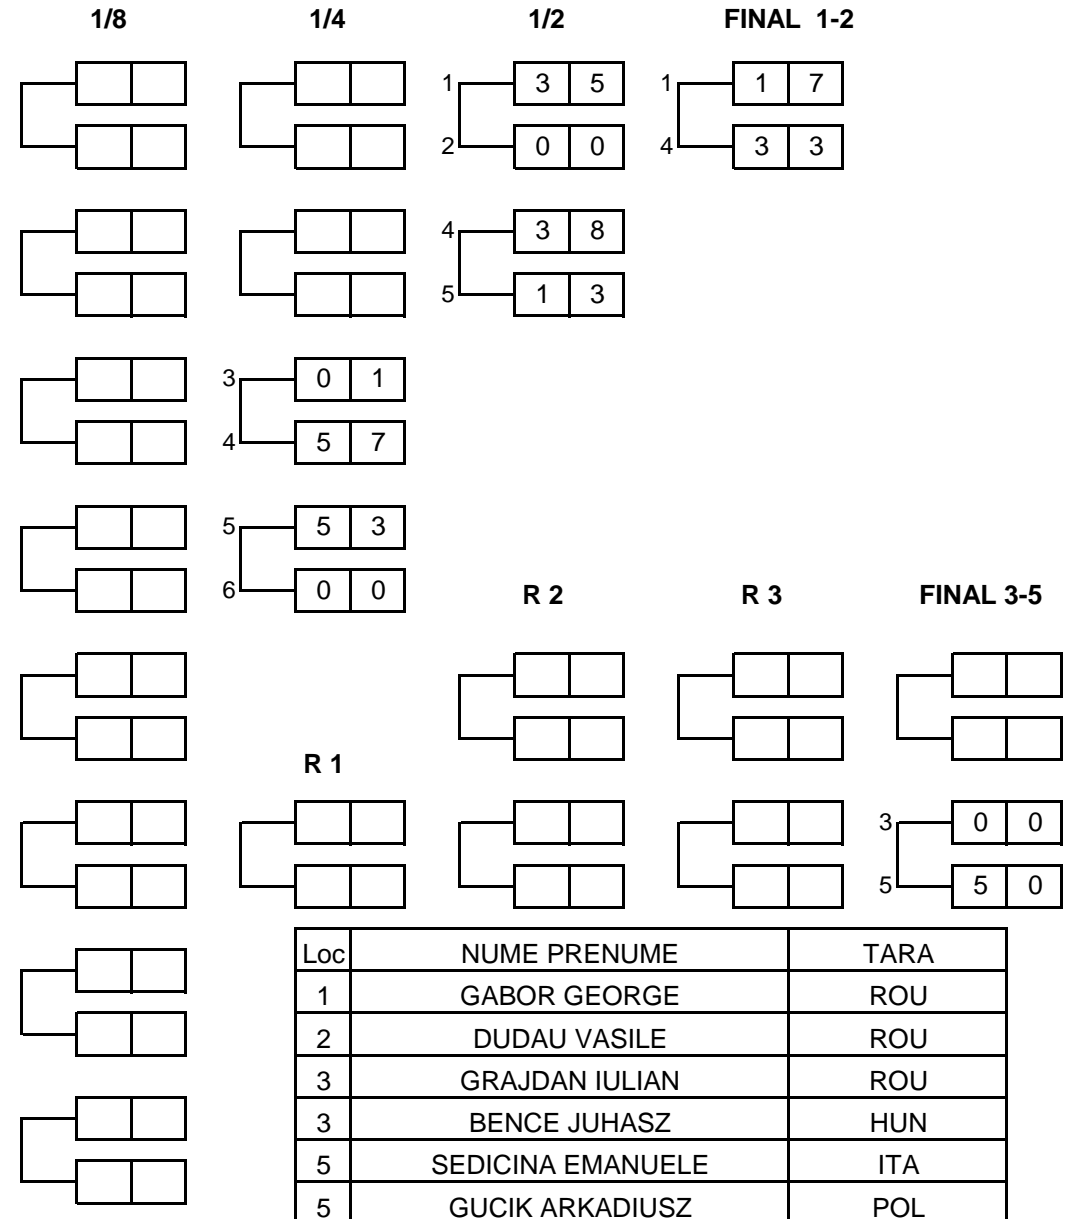 1/8 1/4 1/2 FINAL 1-2
1 3 5 1 1 7
2 0 0 4 3 3
4 3 8
5 1 3
3 0 1
4 5 7
5 5 3
6 0 0
R 2 R 3 FINAL 3-5
R 1
3 0 0
5 5 0
Loc NUME PRENUME TARA
1 GABOR GEORGE ROU
2 DUDAU VASILE ROU
3 GRAJDAN IULIAN ROU
3 BENCE JUHASZ HUN
5 SEDICINA EMANUELE ITA
5 GUCIK ARKADIUSZ POL